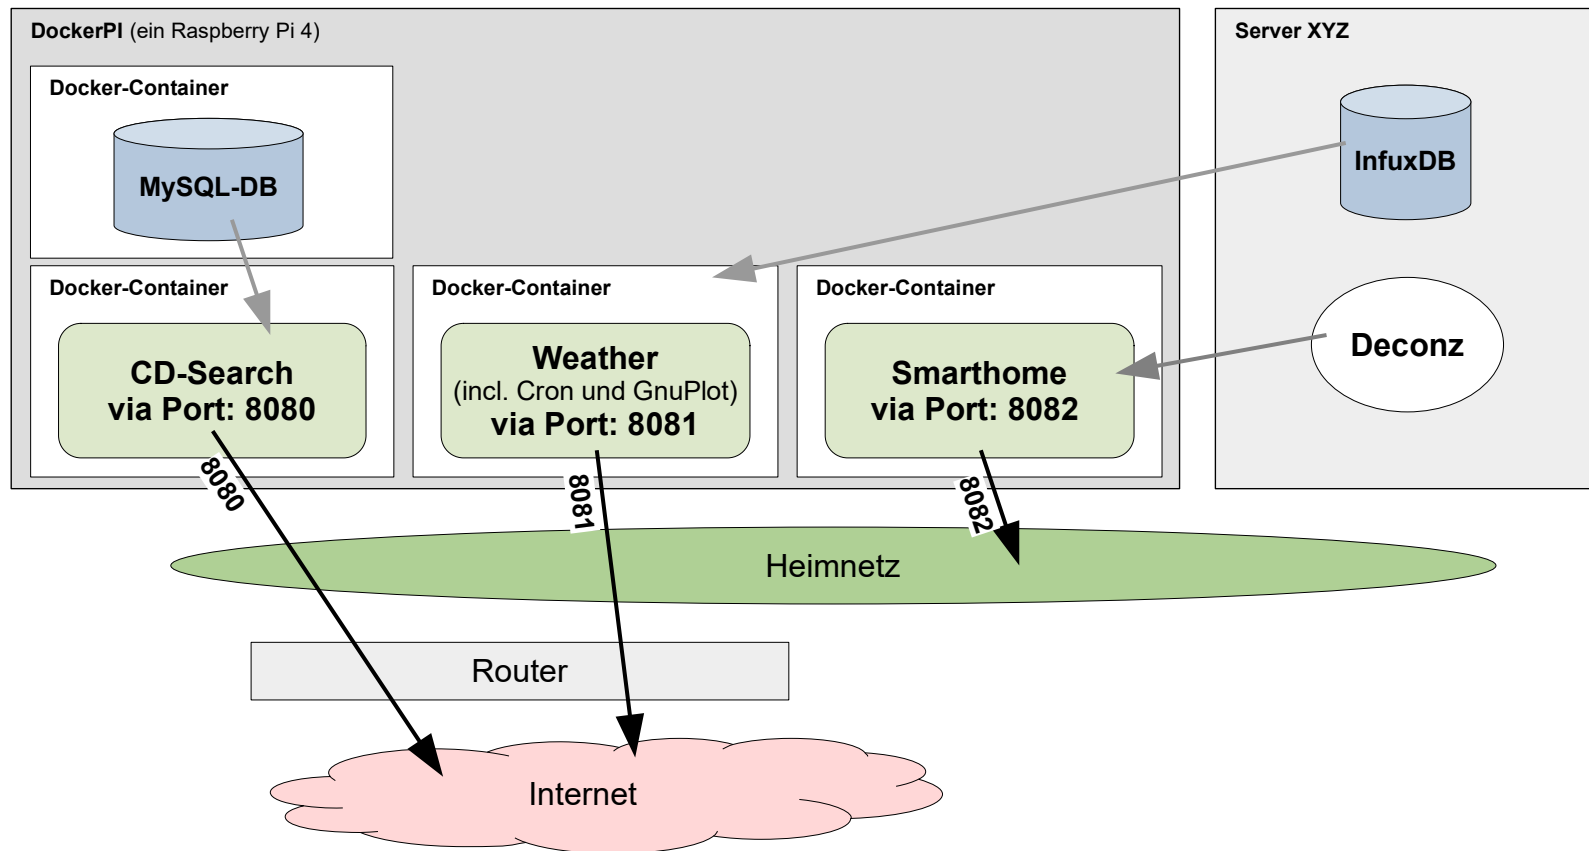 DockerPI (ein Raspberry Pi 4)
Server XYZ
Docker-Container
MySQL-DB
InfuxDB
Docker-Container
Docker-Container
Docker-Container
CD-Search
via Port: 8080
Weather
(incl. Cron und GnuPlot)
via Port: 8081
Smarthome
via Port: 8082
Deconz
8080
8081
8082
Heimnetz
Router
Internet